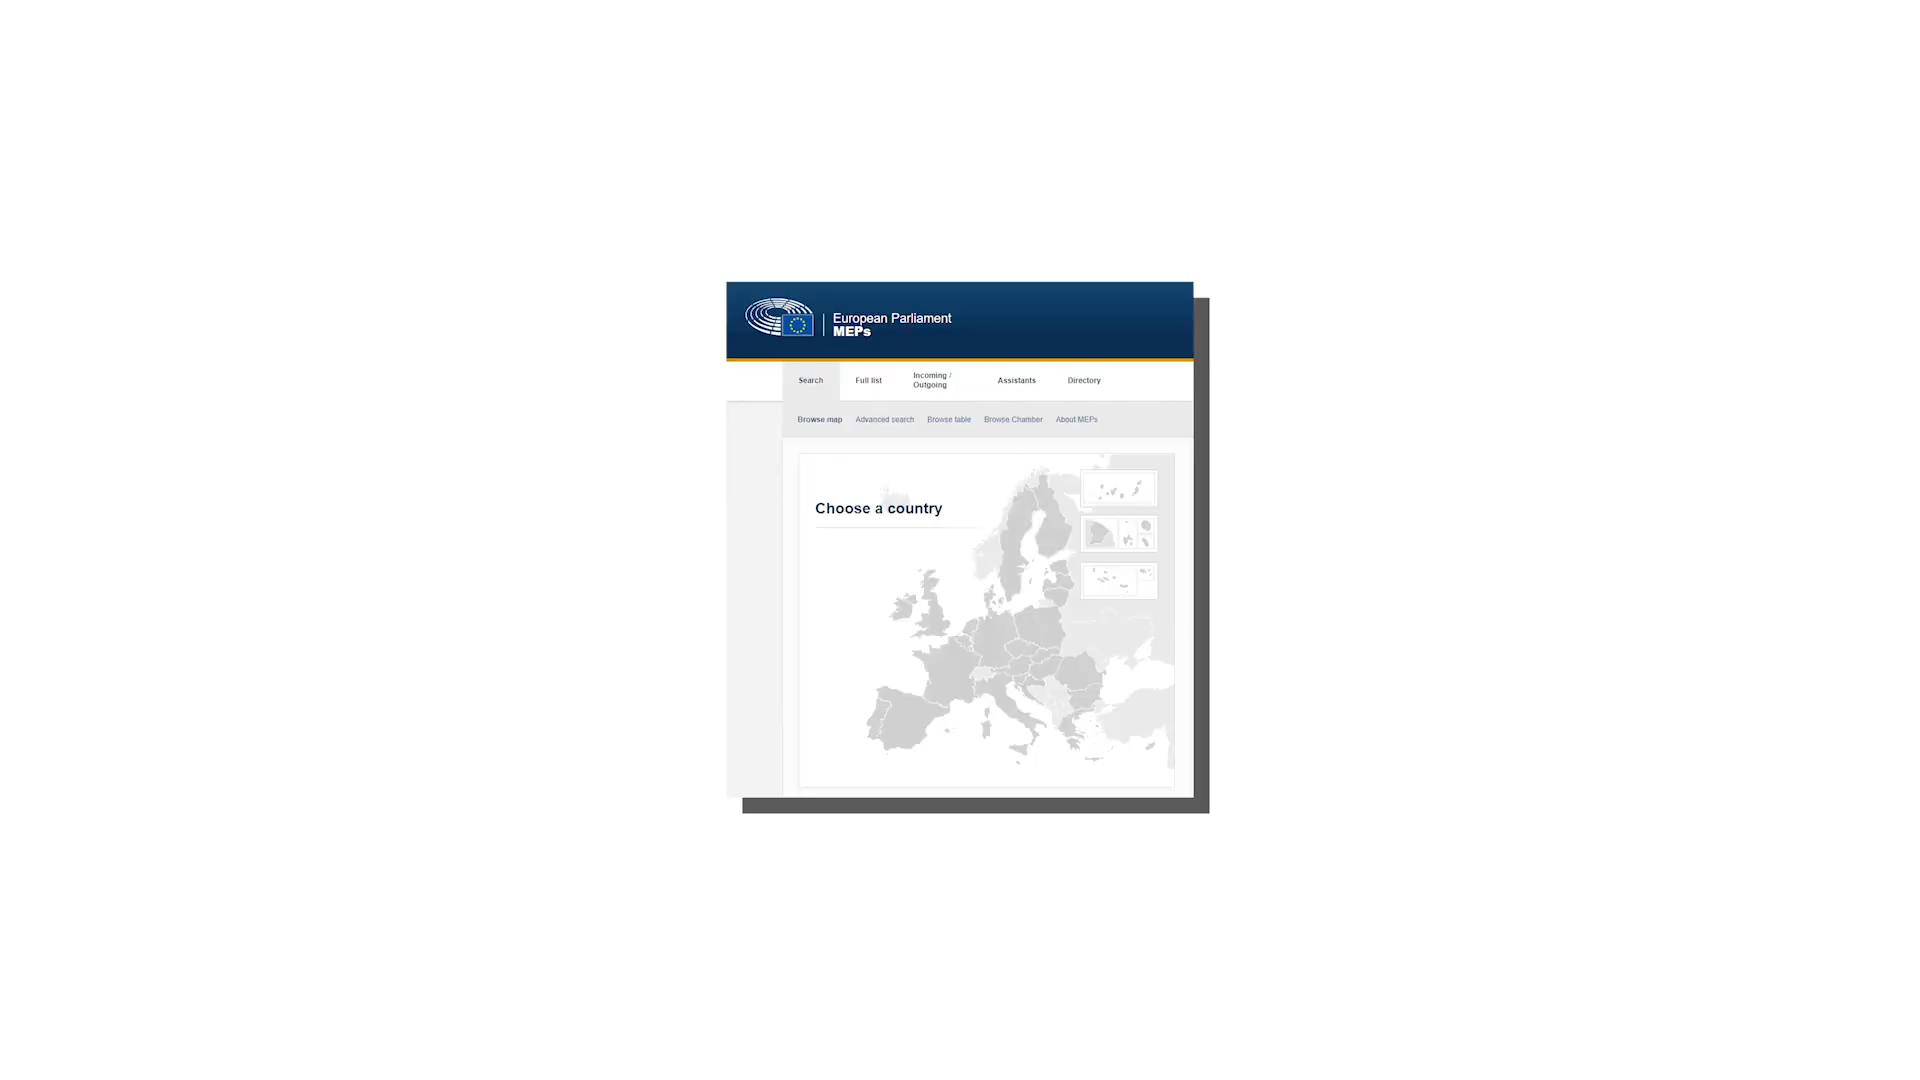 European Parliament
MEPs
Search Full list Incoming / Outgoing Assistants Directory
Browse map Advanced search Browse table Browse Chamber About MEPs
Choose a country